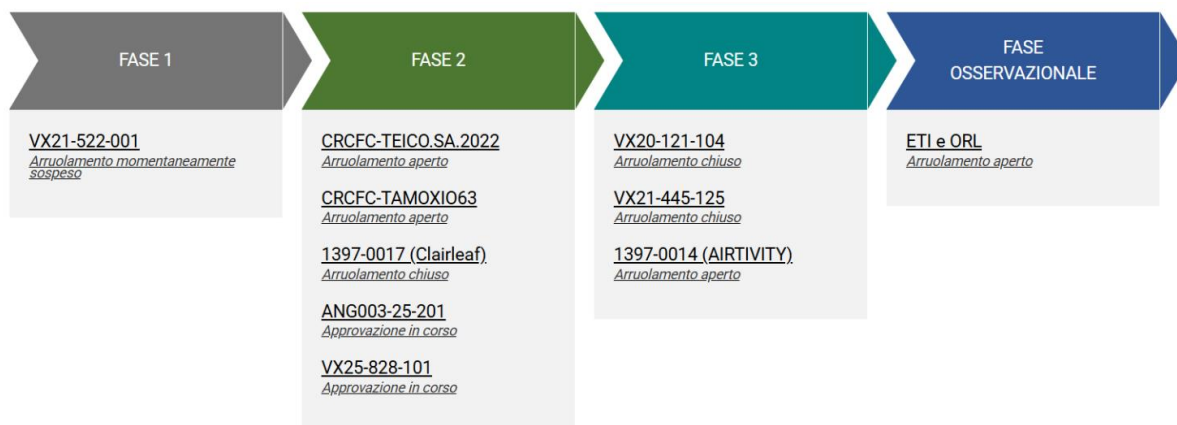 FASE 1
VX21-522-001
Arruolamento momentaneamente
sospeso
FASE 2
CRCFC-TEICO.SA.2022
Arruolamento aperto
CRCFC-TAMOXIO63
Arruolamento aperto
1397-0017 (Clairleaf)
Arruolamento chiuso
ANG003-25-201
Approvazione in corso
VX25-828-101
Approvazione in corso
FASE 3
VX20-121-104
Arruolamento chiuso
VX21-445-125
Arruolamento chiuso
1397-0014 (AIRTIVITY)
Arruolamento aperto
FASE
OSSERVAZIONALE
ETI e ORL
Arruolamento aperto